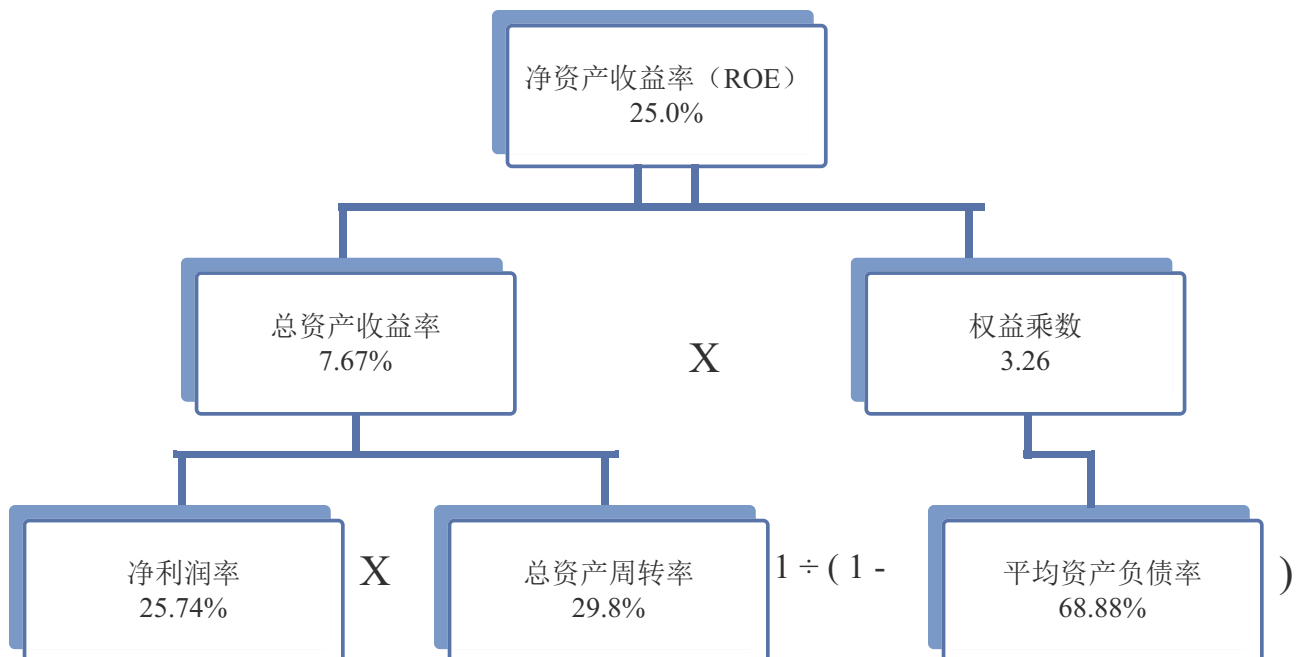 净资产收益率（ROE）
25.0%
总资产收益率
7.67%
X
权益乘数
3.26
净利润率
25.74%
X
总资产周转率
29.8%
1 ÷ ( 1 -
平均资产负债率
68.88%
)